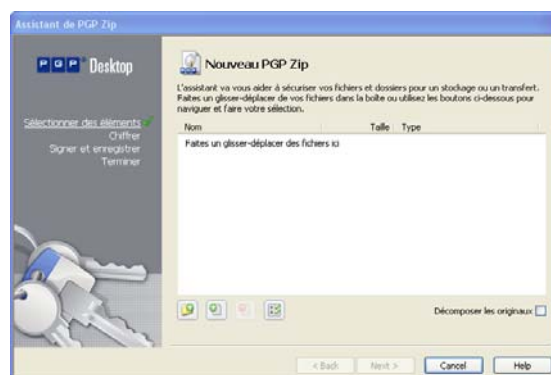 Assistant de PGP Zip
PGP Desktop
Sélectionner des éléments
Chiffrer
Signer et enregistrer
Terminer
Nouveau PGP Zip
L'assistant va vous aider à sécuriser vos fichiers et dossiers pour un stockage ou un transfert.
Faites un glisser-déplacer de vos fichiers dans la boîte ou utilisez les boutons ci-dessous pour
naviguer et faire votre sélection.
Nom Taille Type
Faites un glisser-déplacer des fichiers ici
Décomposer les originaux
< Back Next > Cancel Help